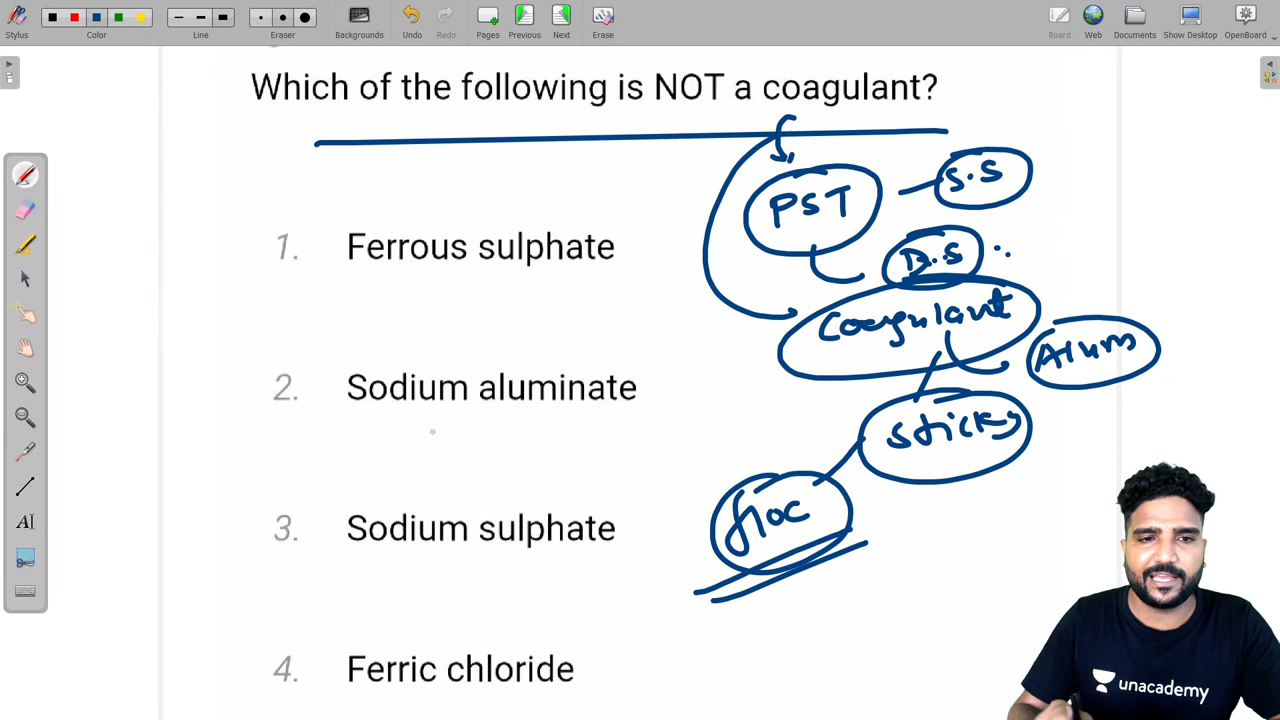 Stylus
Color
Line
Eraser
Backgrounds
Undo
Redo
Pages
Previous
Next
Erase
Board
Web
Documents
Show Desktop
OpenBoard
Which of the following is NOT a coagulant?
PST
S.S
1. Ferrous sulphate
D.S
Coagulant
Alum
2. Sodium aluminate
sticky
floc
3. Sodium sulphate
4. Ferric chloride
unacademy